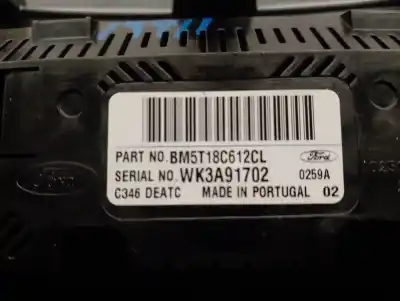 PART NO. BM5T18C612CL Ford
SERIAL NO. WK3A91702 0259A
C346 DEATC MADE IN PORTUGAL 02